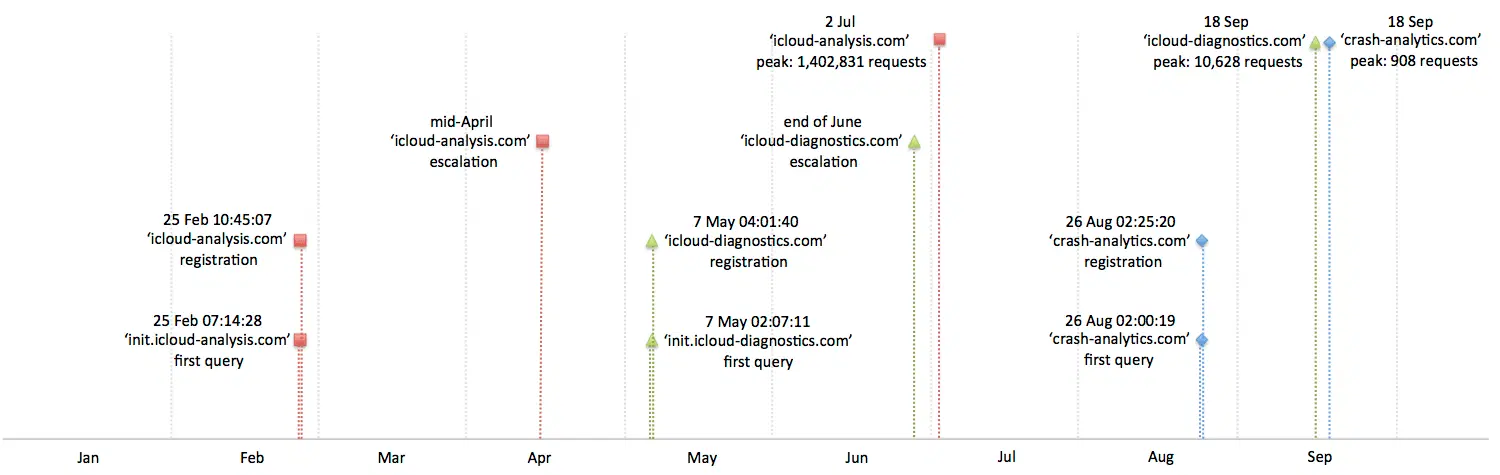 2 Jul
‘icloud-analysis.com’
peak: 1,402,831 requests
18 Sep
‘icloud-diagnostics.com’
peak: 10,628 requests
18 Sep
‘crash-analytics.com’
peak: 908 requests
mid-April
‘icloud-analysis.com’
escalation
end of June
‘icloud-diagnostics.com’
escalation
25 Feb 10:45:07
‘icloud-analysis.com’
registration
7 May 04:01:40
‘icloud-diagnostics.com’
registration
26 Aug 02:25:20
‘crash-analytics.com’
registration
25 Feb 07:14:28
‘init.icloud-analysis.com’
first query
7 May 02:07:11
‘init.icloud-diagnostics.com’
first query
26 Aug 02:00:19
‘crash-analytics.com’
first query
Jan Feb Mar Apr May Jun Jul Aug Sep